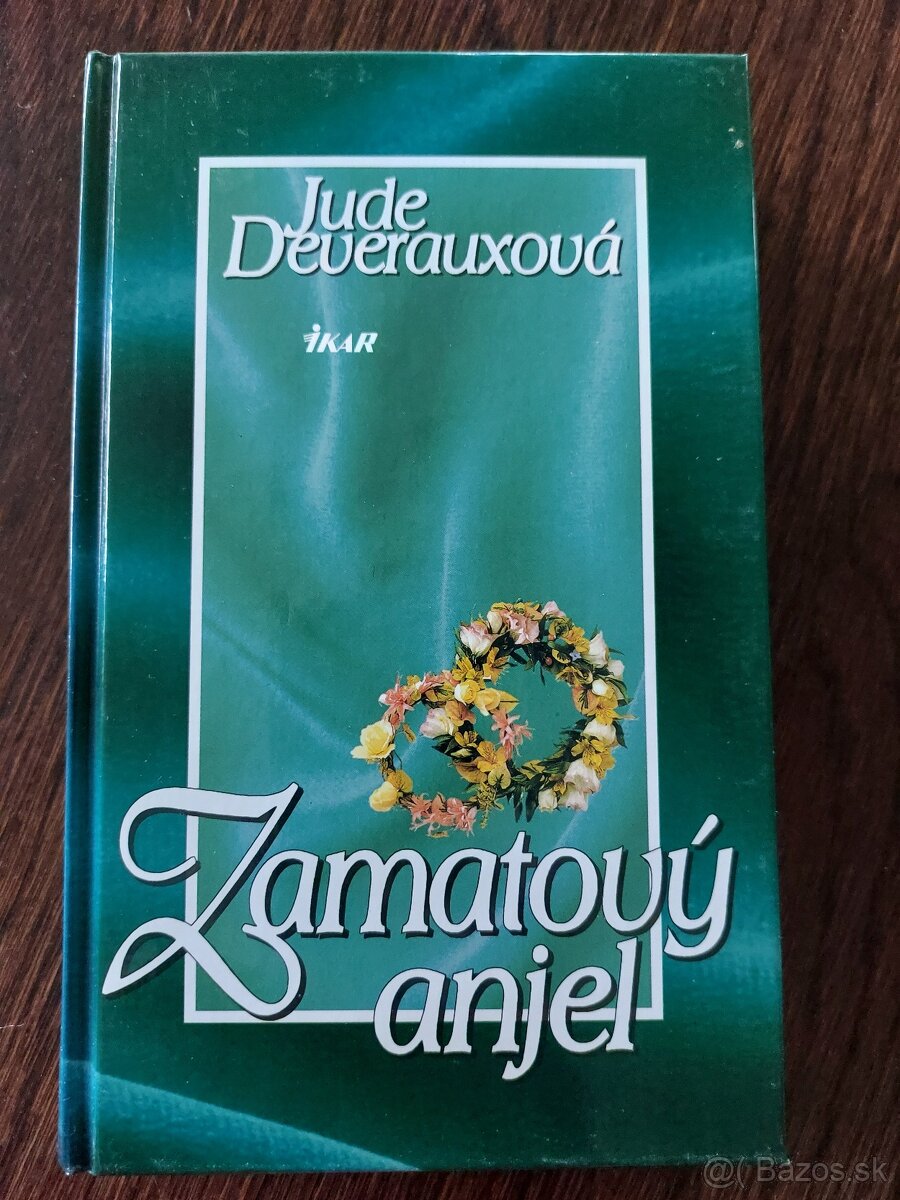 Jude
Deverauxová
iKAR
Zamatový
anjel
@( Bazos.sk